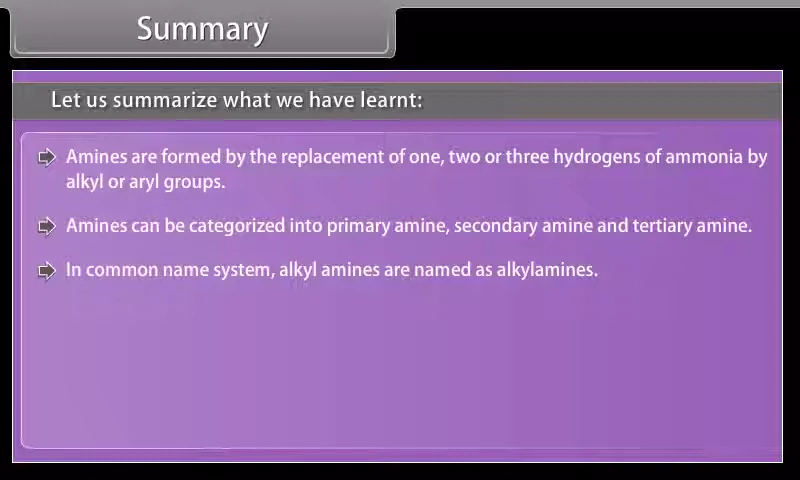 Summary
Let us summarize what we have learnt:
Amines are formed by the replacement of one, two or three hydrogens of ammonia by
alkyl or aryl groups.
Amines can be categorized into primary amine, secondary amine and tertiary amine.
In common name system, alkyl amines are named as alkylamines.